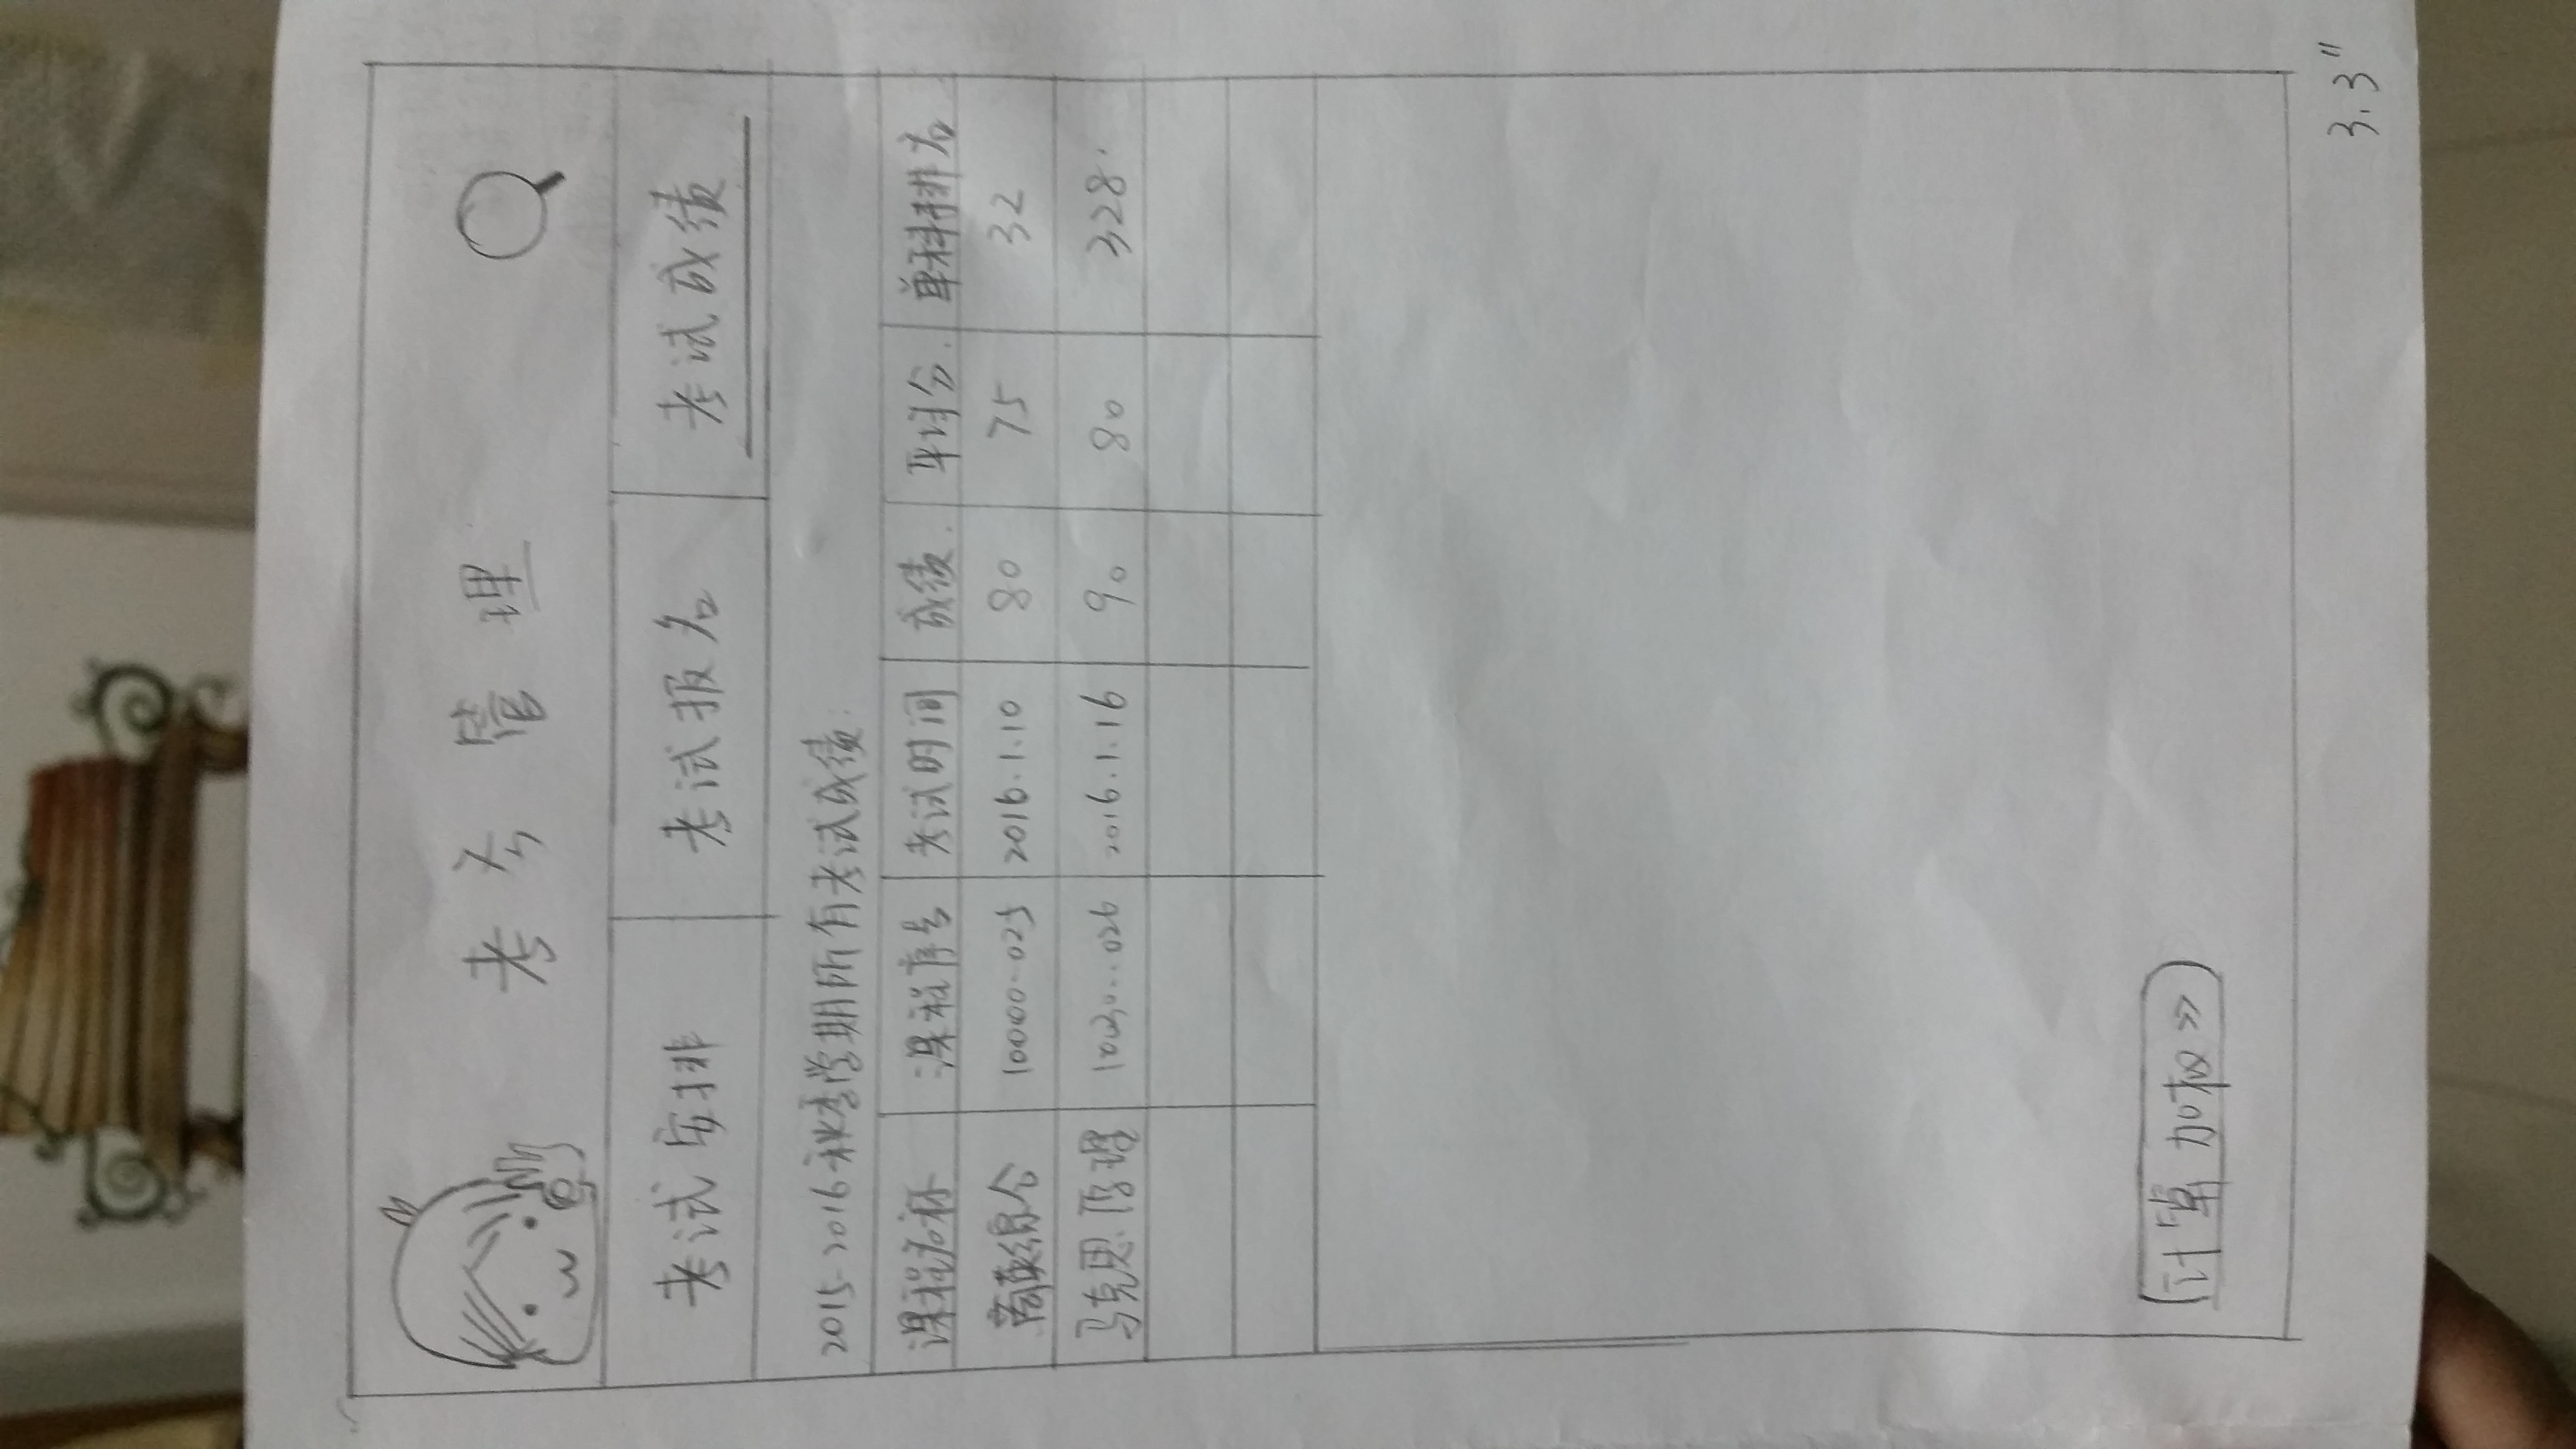 考务管理
考试安排 考试报名 考试成绩
2015-2016秋季学期所有考试成绩
课程名称 课程序号 考试时间 成绩 平均分 单科排名
商英综合 10000..025 2016.1.10 80 75 32
马克思原理 10030...026 2016.1.16 90 80 328
计算加权>>
3.3"